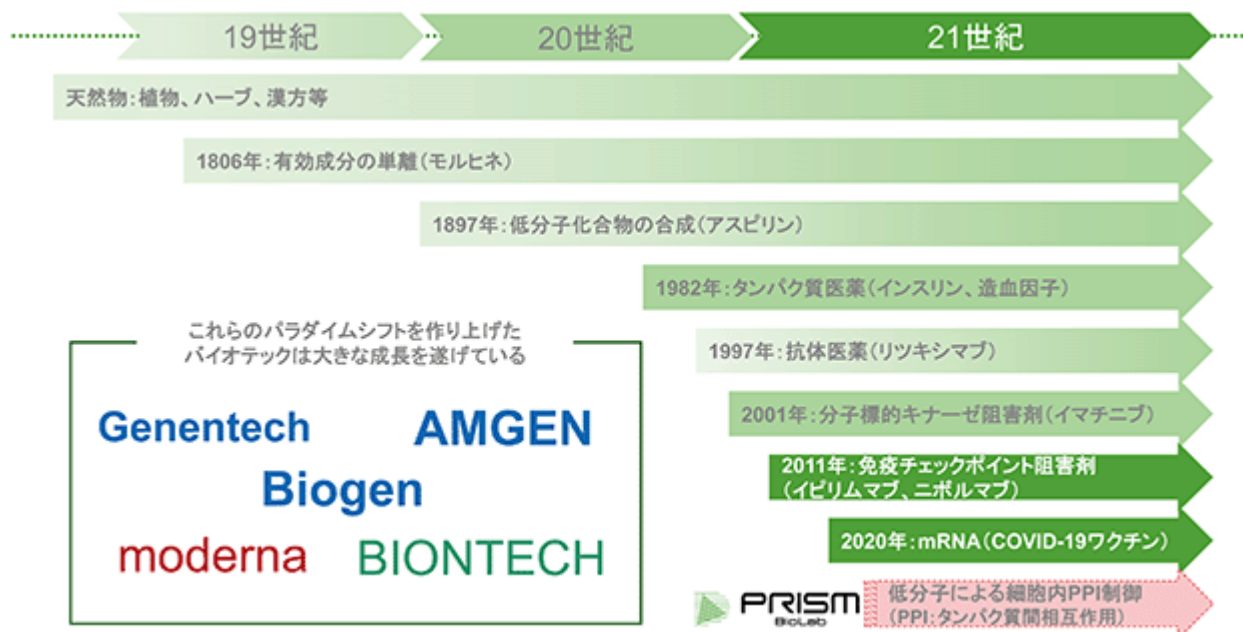 19世紀
20世紀
21世紀
天然物：植物、ハーブ、漢方等
1806年：有効成分の単離（モルヒネ）
1897年：低分子化合物の合成（アスピリン）
1982年：タンパク質医薬（インスリン、造血因子）
1997年：抗体医薬（リツキシマブ）
2001年：分子標的キナーゼ阻害剤（イマチニブ）
2011年：免疫チェックポイント阻害剤
（イピリムマブ、ニボルマブ）
2020年：mRNA（COVID-19ワクチン）
PRISM
BioLab
低分子による細胞内PPI制御
（PPI：タンパク質間相互作用）
これらのパラダイムシフトを作り上げた
バイオテックは大きな成長を遂げている
Genentech
AMGEN
Biogen
moderna
BIONTECH